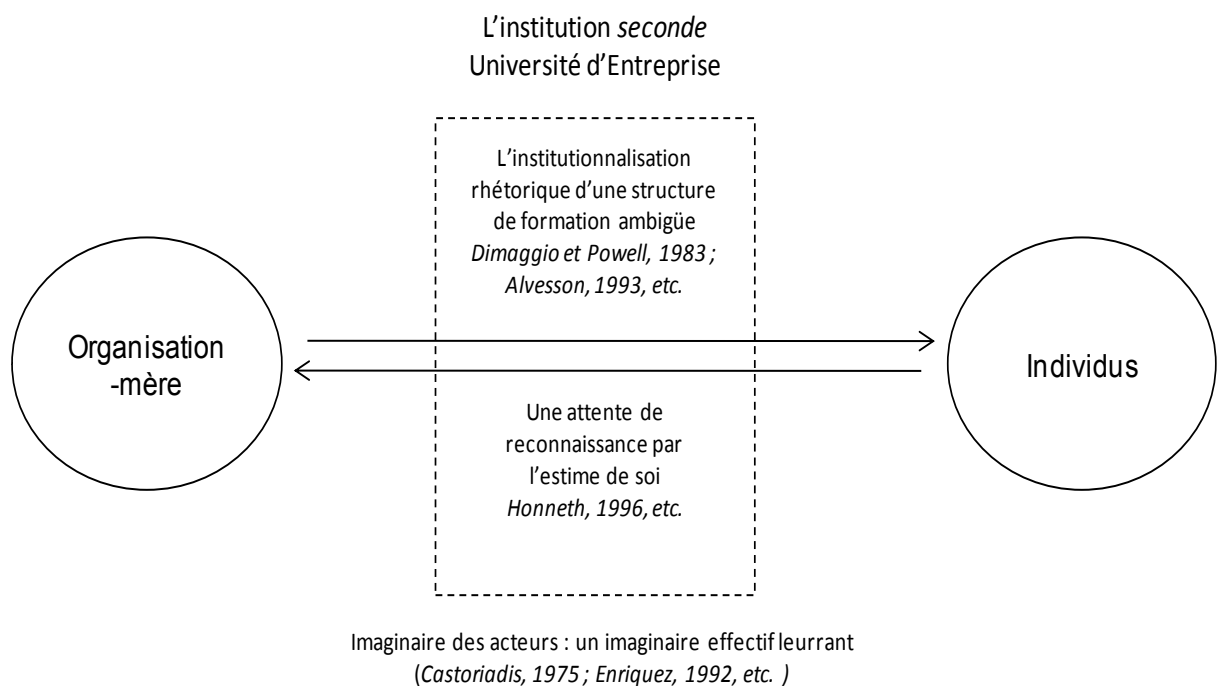 L’institution seconde
Université d’Entreprise
L’institutionnalisation
rhétorique d’une structure
de formation ambigüe
Dimaggio et Powell, 1983 ;
Alvesson, 1993, etc.
Organisation
-mère
Individus
Une attente de
reconnaissance par
l’estime de soi
Honneth, 1996, etc.
Imaginaire des acteurs : un imaginaire effectif leurrant
(Castoriadis, 1975 ; Enriquez, 1992, etc. )